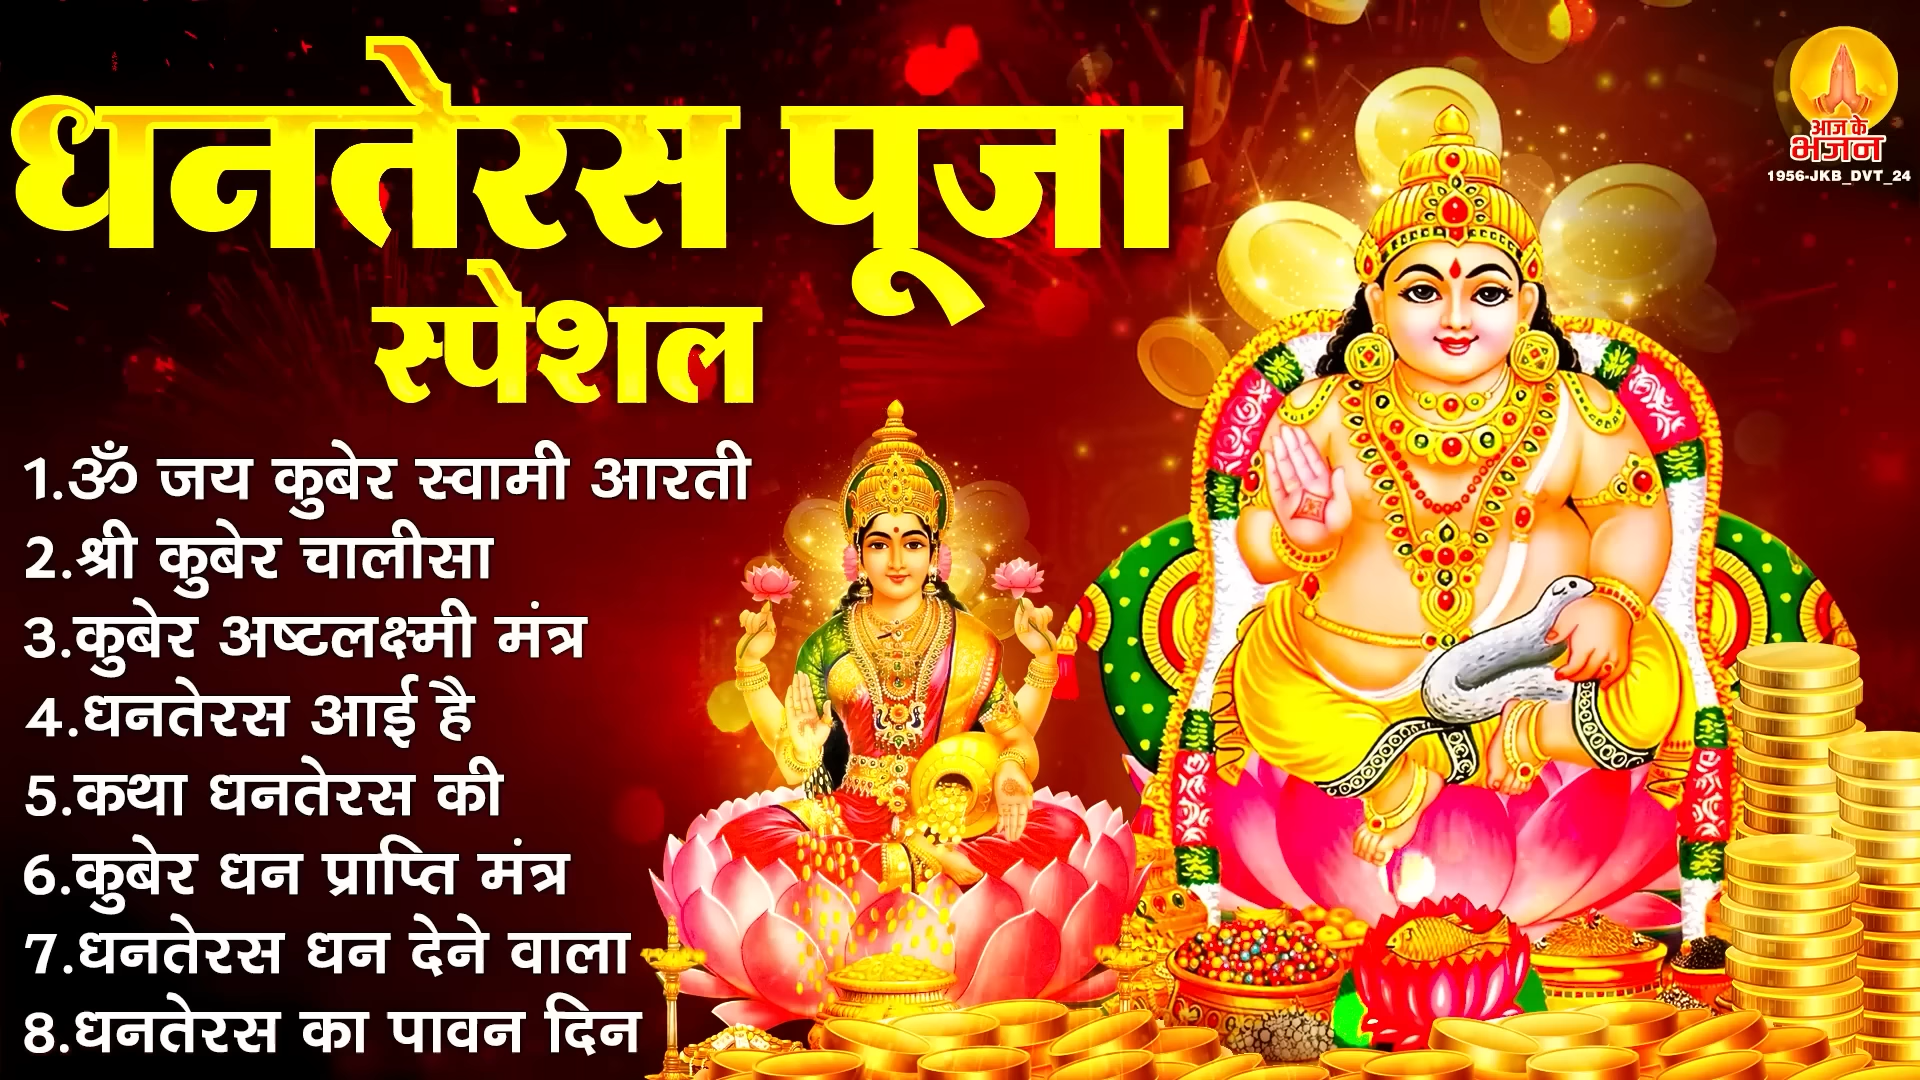 धनतेरस पूजा
स्पेशल
1.ॐ जय कुबेर स्वामी आरती
2.श्री कुबेर चालीसा
3.कुबेर अष्टलक्ष्मी मंत्र
4.धनतेरस आई है
5.कथा धनतेरस की
6.कुबेर धन प्राप्ति मंत्र
7.धनतेरस धन देने वाला
8.धनतेरस का पावन दिन
आज के
भजन
1956-JKB_DVT_24